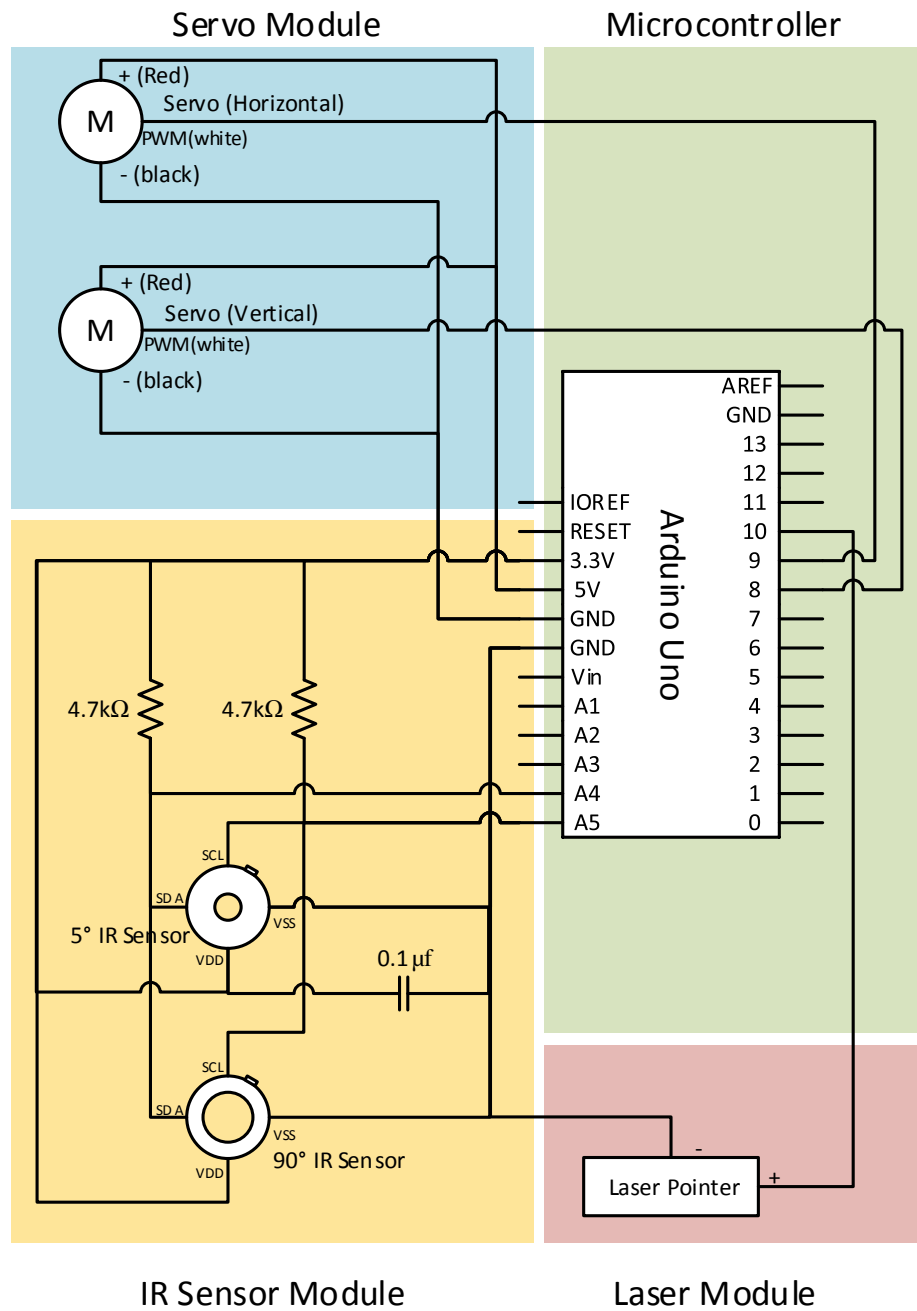 Servo Module
Microcontroller
+ (Red)
Servo (Horizontal)
M
PWM(white)
- (black)
+ (Red)
Servo (Vertical)
M
PWM(white)
- (black)
AREF
GND
13
12
IOREF
11
RESET
10
3.3V
9
5V
8
GND
7
GND
6
Vin
5
A1
4
A2
3
A3
2
A4
1
A5
0
Arduino Uno
4.7kΩ
4.7kΩ
SCL
SDA
VSS
5° IR Sensor
VDD
0.1μf
SCL
SDA
VSS
VDD
90° IR Sensor
-
+
Laser Pointer
IR Sensor Module
Laser Module